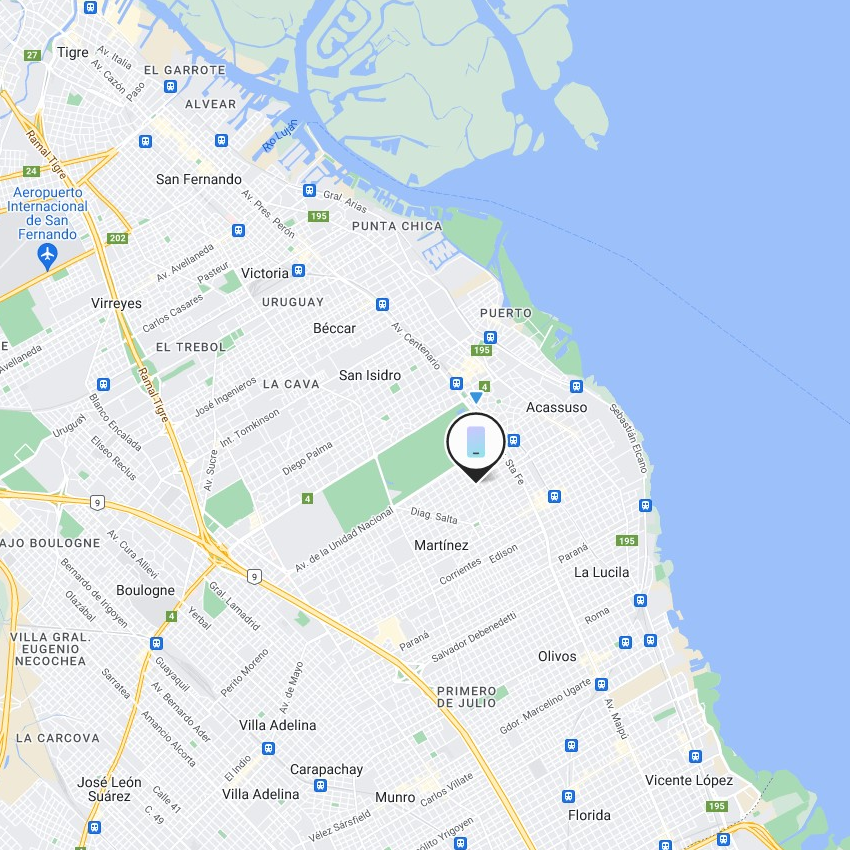 Tigre
27
Av. Italia
Av. Cazón
Paso
EL GARROTE
ALVEAR
Río Luján
Ramal Tigre
24
San Fernando
Aeropuerto
Internacional
de San
Fernando
202
Av. Pres. Perón
195
Gral. Arias
PUNTA CHICA
Av. Avellaneda
Pasteur
Victoria
Carlos Casares
Virreyes
URUGUAY
PUERTO
Béccar
Av. Centenario
195
E
Avellaneda
EL TREBOL
San Isidro
Ramal Tigre
LA CAVA
4
José Ingenieros
Acassuso
Blanco Encalada
Uruguay
Int. Tomkinson
Sebastián Elcano
Eliseo Reclus
Diego Palma
Av. Sucre
Sta Fe
9
4
Diag. Salta
Av. de la Unidad Nacional
AJO BOULOGNE
Av. Cura Allievi
Martínez
195
Paraná
Corrientes
Edison
9
La Lucila
Bernardo de Irigoyen
Boulogne
Olazábal
Gral. Lamadrid
4
Yerbal
Roma
VILLA GRAL.
EUGENIO
NECOCHEA
Paraná
Salvador Debenedetti
Olivos
Guayaquil
Perito Moreno
Sarratea
Av. de Mayo
PRIMERO
DE JULIO
Gdor. Marcelino Ugarte
Av. Bernardo Ader
Av. Maipú
Amancio Alcorta
Villa Adelina
LA CARCOVA
El Indio
Carapachay
José León
Suárez
Villa Adelina
Munro
Carlos Villate
Vicente López
Calle 41
C. 49
195
Florida
Vélez Sársfield
Hipólito Yrigoyen